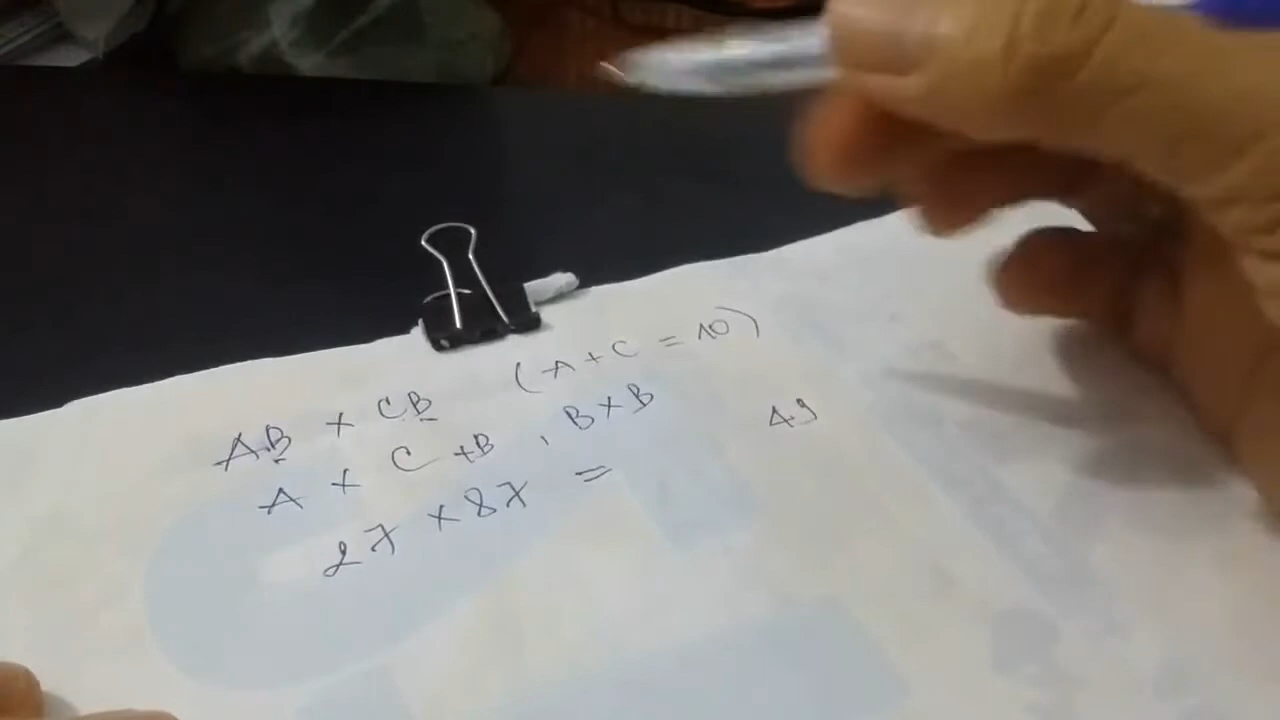 AB × CB (A + C = 10)
A × C + B , B × B
27 × 87 =
49